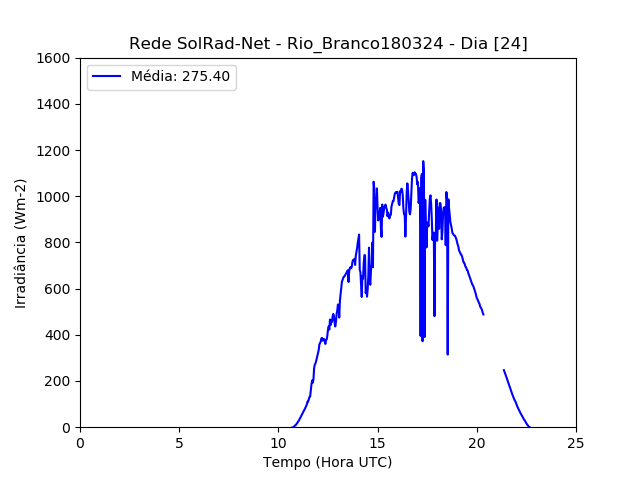 Rede SolRad-Net - Rio_Branco180324 - Dia [24]
Média: 275.40
Irradiância (Wm-2)
1600
1400
1200
1000
800
600
400
200
0
0 5 10 15 20 25
Tempo (Hora UTC)